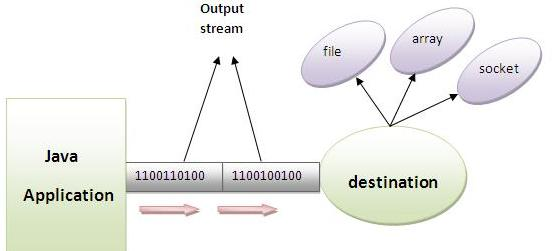 Output
stream
file
array
socket
Java
Application
1100110100
1100100100
destination